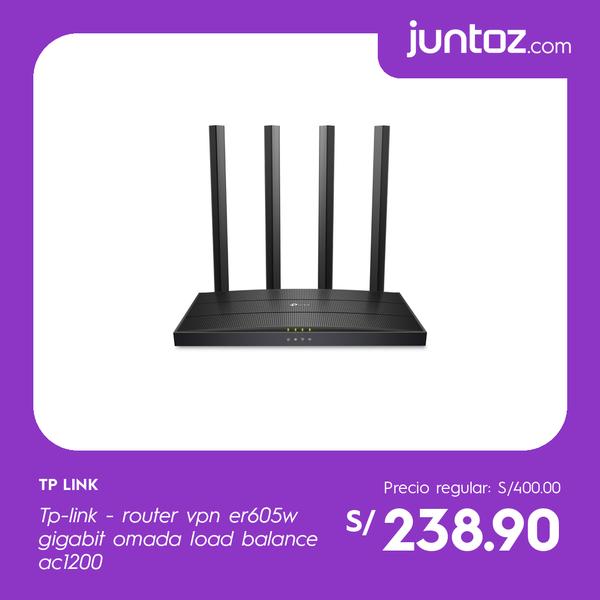 juntoz.com
TP LINK
Tp-link - router vpn er605w
gigabit omada load balance
ac1200
Precio regular: S/400.00
S/ 238.90